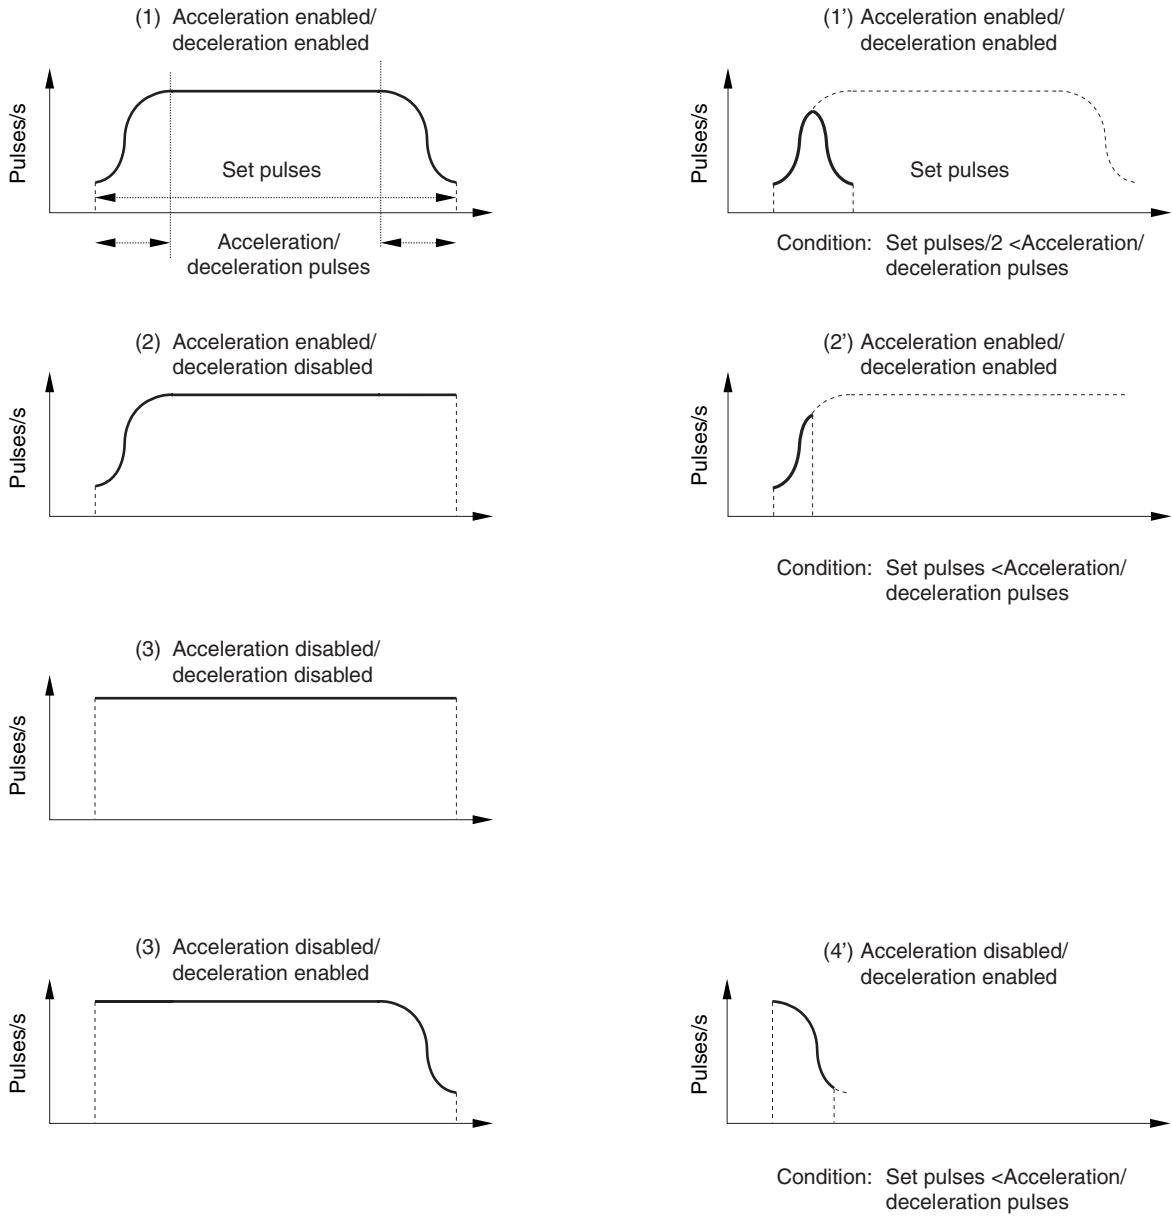 (1) Acceleration enabled/
deceleration enabled
Pulses/s
Set pulses
Acceleration/
deceleration pulses
(1') Acceleration enabled/
deceleration enabled
Pulses/s
Set pulses
Condition: Set pulses/2 <Acceleration/
deceleration pulses
(2) Acceleration enabled/
deceleration disabled
Pulses/s
(2') Acceleration enabled/
deceleration enabled
Pulses/s
Condition: Set pulses <Acceleration/
deceleration pulses
(3) Acceleration disabled/
deceleration disabled
Pulses/s
(3) Acceleration disabled/
deceleration enabled
Pulses/s
(4') Acceleration disabled/
deceleration enabled
Pulses/s
Condition: Set pulses <Acceleration/
deceleration pulses